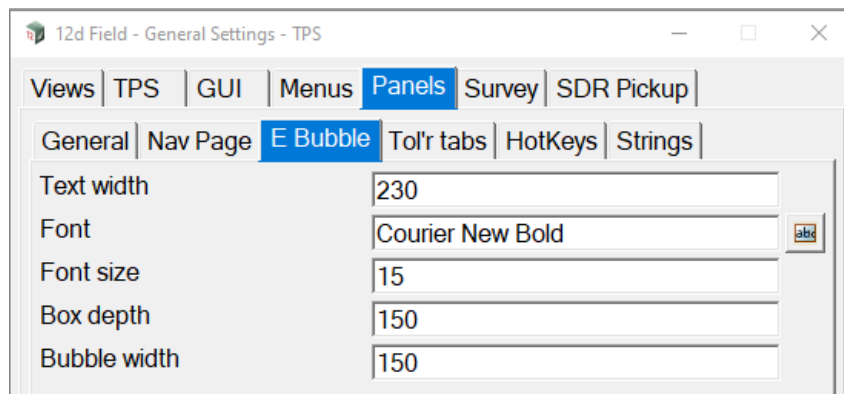 12d Field - General Settings - TPS
Views TPS GUI Menus Panels Survey SDR Pickup
General Nav Page E Bubble Tol'r tabs HotKeys Strings
Text width 230
Font Courier New Bold abc
Font size 15
Box depth 150
Bubble width 150